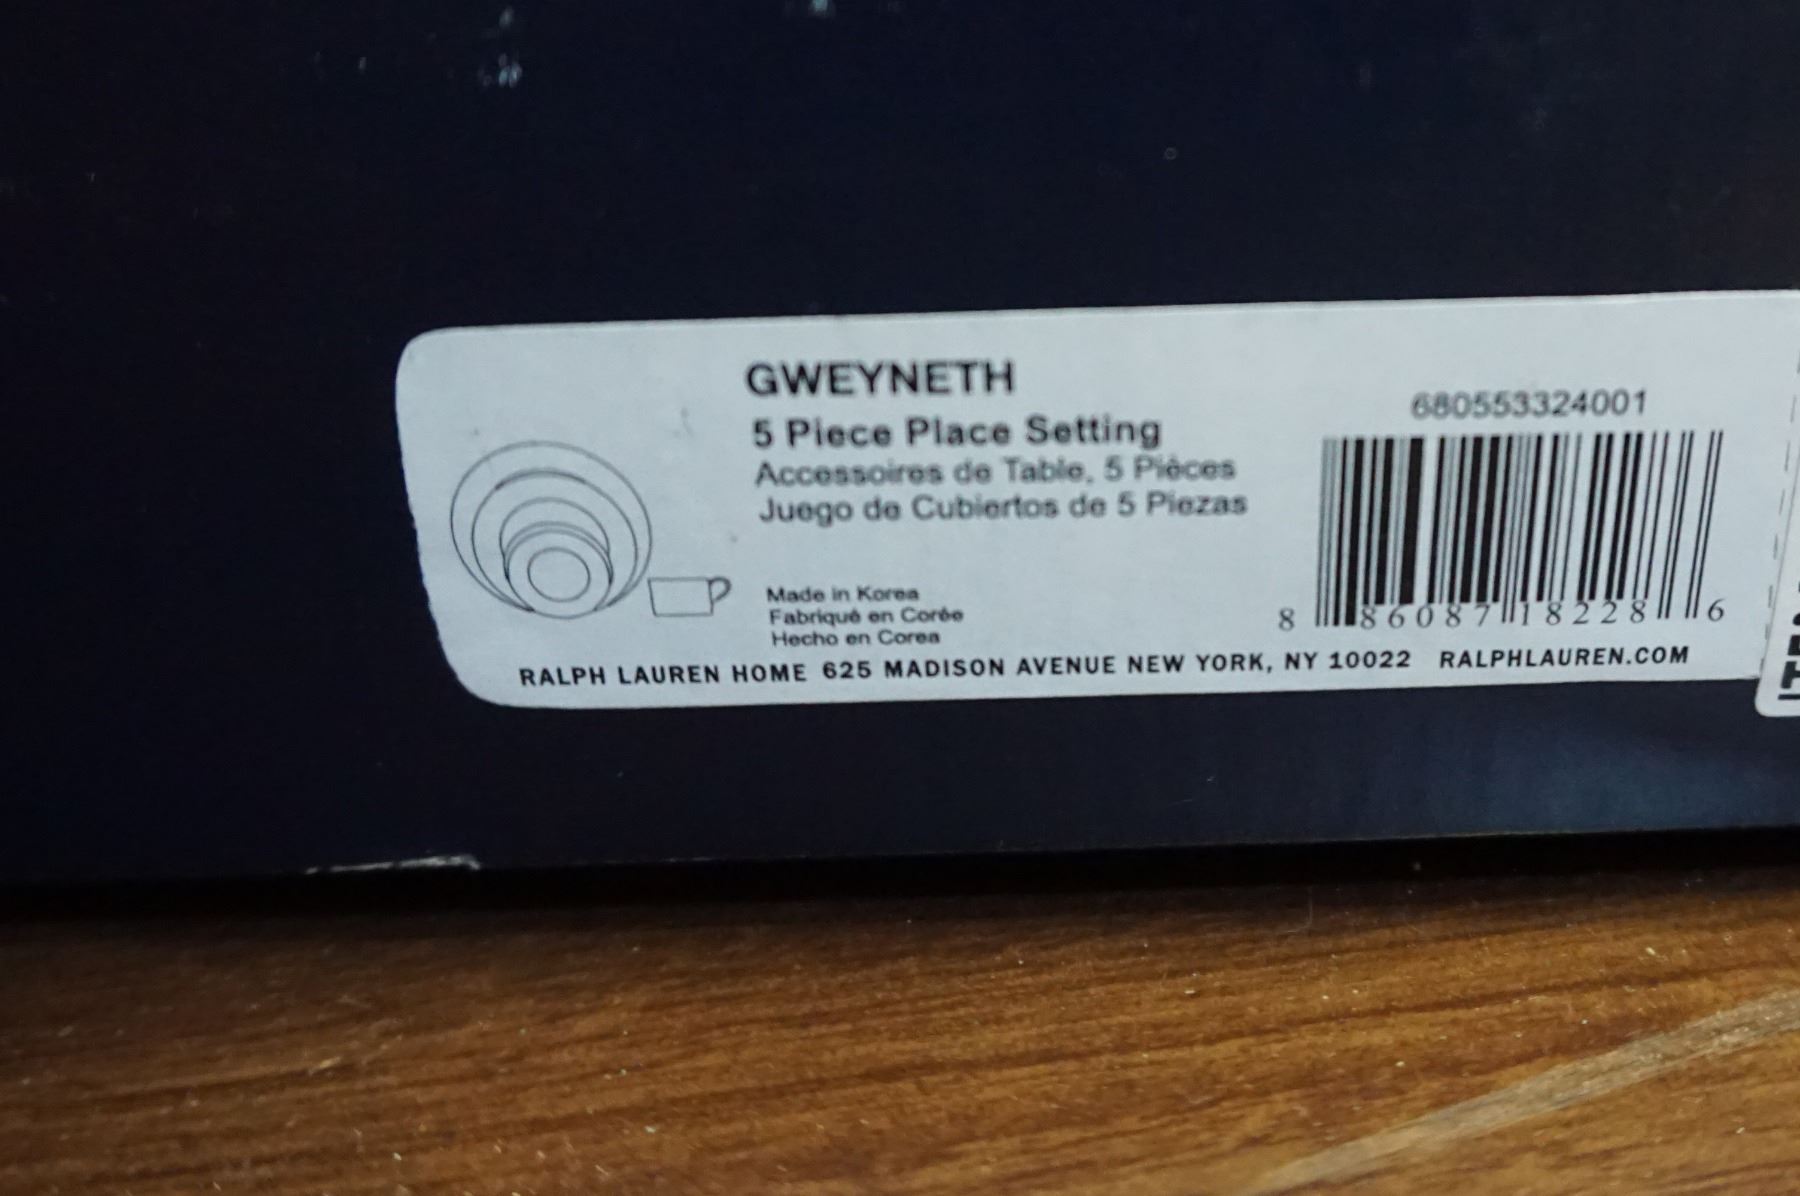 GWEYNETH
5 Piece Place Setting
Accessoires de Table, 5 Pièces
Juego de Cubiertos de 5 Piezas
680553324001
8 86087 18228 6
Made in Korea
Fabriqué en Corée
Hecho en Corea
RALPH LAUREN HOME 625 MADISON AVENUE NEW YORK, NY 10022 RALPHLAUREN.COM